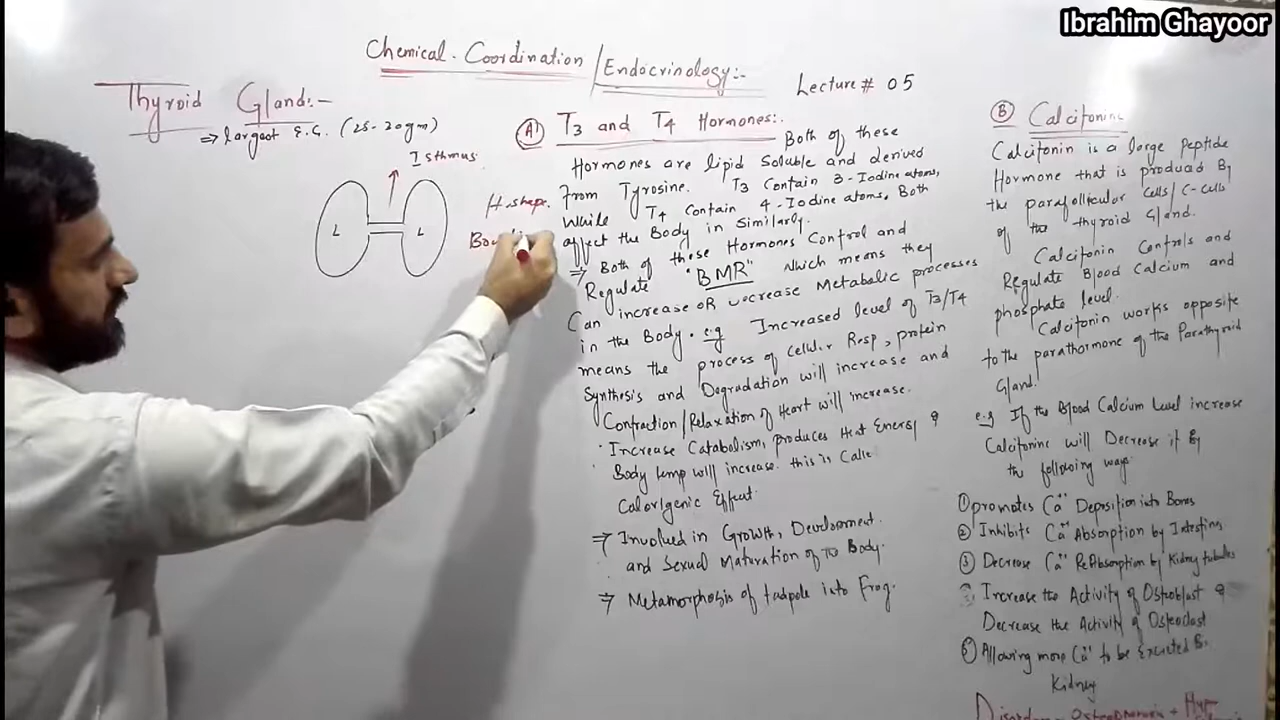 Ibrahim Ghayoor
Chemical Coordination / Endocrinology:-
Lecture # 05
Thyroid Gland:-
⇒ largest E.G. (25-20gm)
Isthmus
L L
H-shape.
(A) T3 and T4 Hormones:.
Both of these
Hormones are lipid Soluble and derived
From Tyrosine. T3 Contain 3-Iodine atoms,
While T4 Contain 4-Iodine atoms, Both
affect the Body in Similarly.
⇒ Both of these Hormones Control and
Regulate "BMR" Which means they
Can increase OR decrease Metabolic processes
in the Body. e.g Increased level of T3/T4
means the process of Cellular Resp, protein
Synthesis and Degradation will increase and
Contraction/Relaxation of Heart will increase.
· Increase Catabolism, produces Heat Energy &
Body temp will increase. this is Calle
Calorigenic Effect.
⇒ Involved in Growth, Development.
and Sexual Maturation of the Body.
⇒ Metamorphosis of tadpole into Frog.
(B) Calcitonins
Calcitonin is a large peptide
Hormone that is produced By
the parafollicular Cells/C-Cells
of the thyroid Gland.
Calcitonin Controls and
Regulate Blood Calcium and
phosphate level.
Calcitonin works opposite
to the parathormone of the Parathyroid
Gland.
e.g If the Blood Calcium Level increase
Calcitonine will Decrease it By
the following ways
① promotes Ca++ Deposition into Bones
② Inhibits Ca++ Absorption by Intestins
③ Decrease Ca++ ReAbsorption by Kidney tubules
Increase the Activity of Osteoblast &
Decrease the Activity of Osteoclast
⑤ Allowing more Ca++ to be Excreted By
Kidney